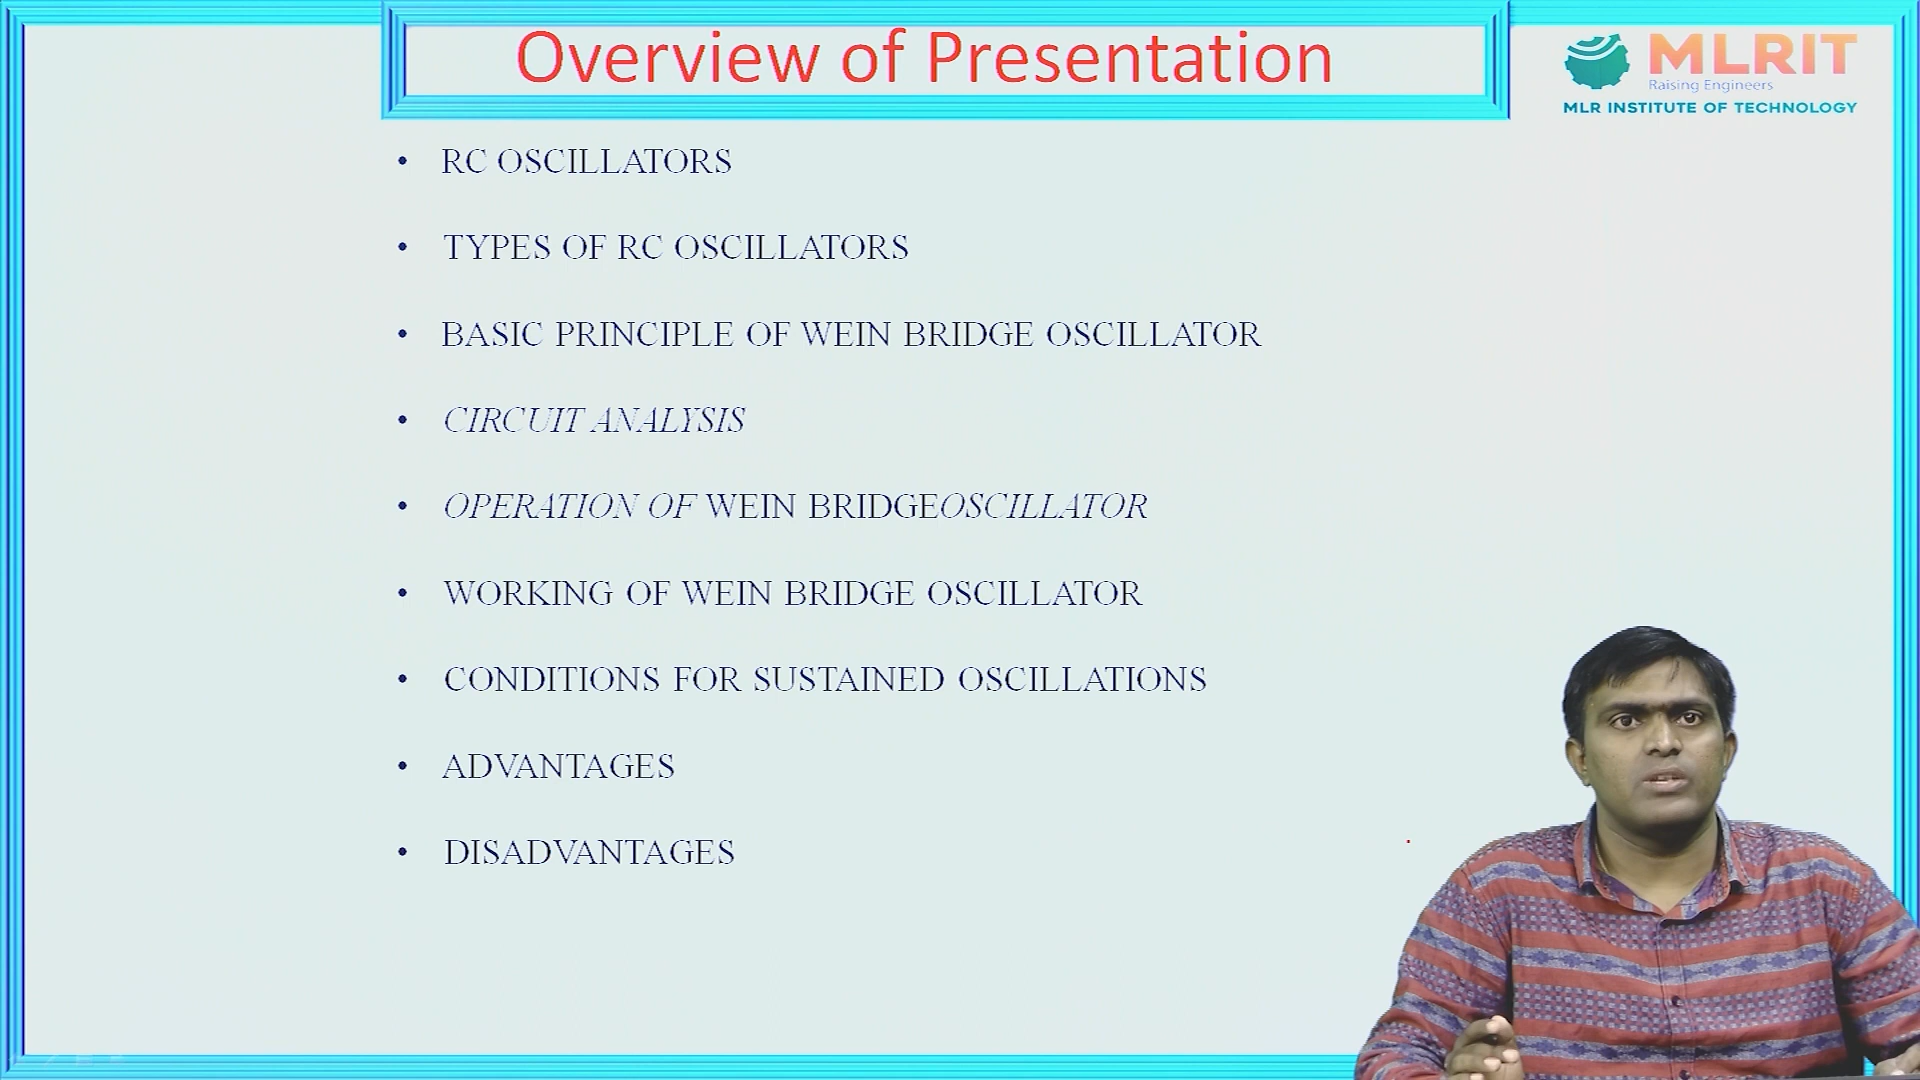 Overview of Presentation
MLRIT
Raising Engineers
MLR INSTITUTE OF TECHNOLOGY
• RC OSCILLATORS
• TYPES OF RC OSCILLATORS
• BASIC PRINCIPLE OF WEIN BRIDGE OSCILLATOR
• CIRCUIT ANALYSIS
• OPERATION OF WEIN BRIDGEOSCILLATOR
• WORKING OF WEIN BRIDGE OSCILLATOR
• CONDITIONS FOR SUSTAINED OSCILLATIONS
• ADVANTAGES
• DISADVANTAGES